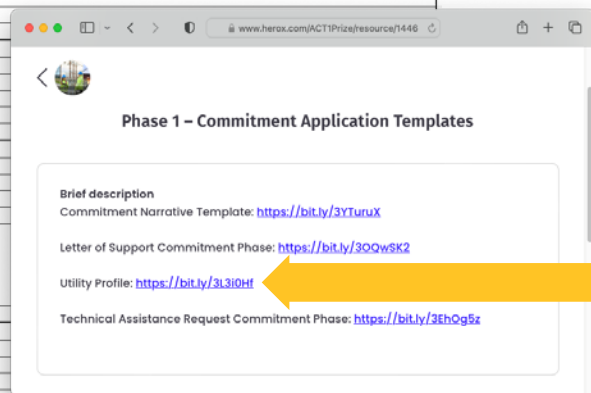 www.herox.com/ACT1Prize/resource/1446
Phase 1 – Commitment Application Templates
Brief description
Commitment Narrative Template: https://bit.ly/3YTuruX
Letter of Support Commitment Phase: https://bit.ly/3OQwSK2
Utility Profile: https://bit.ly/3L3i0Hf
Technical Assistance Request Commitment Phase: https://bit.ly/3EhOg5z